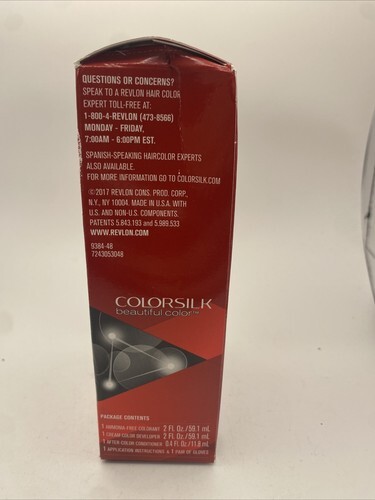 QUESTIONS OR CONCERNS?
SPEAK TO A REVLON HAIR COLOR
EXPERT TOLL-FREE AT:
1-800-4-REVLON (473-8566)
MONDAY - FRIDAY,
7:00AM - 6:00PM EST.
SPANISH-SPEAKING HAIRCOLOR EXPERTS
ALSO AVAILABLE.
FOR MORE INFORMATION GO TO COLORSILK.COM
©2017 REVLON CONS. PROD. CORP.,
N.Y., NY 10004. MADE IN U.S.A. WITH
U.S. AND NON-U.S. COMPONENTS.
PATENTS 5,843,193 and 5,989,533
WWW.REVLON.COM
9384-48
7243053048
COLORSILK
beautiful color™
PACKAGE CONTENTS
1 AMMONIA-FREE COLORANT 2 Fl. Oz./59.1 mL
1 CREAM COLOR DEVELOPER 2 Fl. Oz./59.1 mL
1 AFTER-COLOR CONDITIONER 0.4 Fl. Oz./11.8 mL
1 APPLICATION INSTRUCTIONS & 1 PAIR OF GLOVES